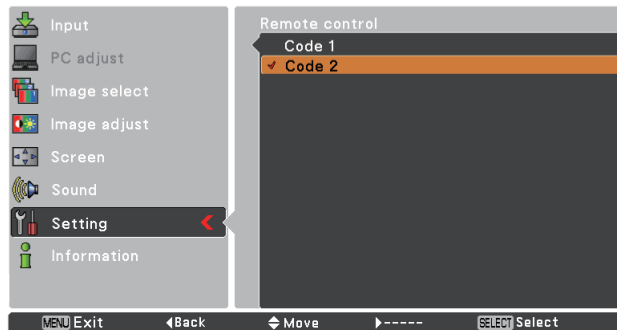 Input
PC adjust
Image select
Image adjust
Screen
Sound
Setting
Information
Remote control
Code 1
Code 2
MENU Exit
Back
Move
-----
SELECT Select